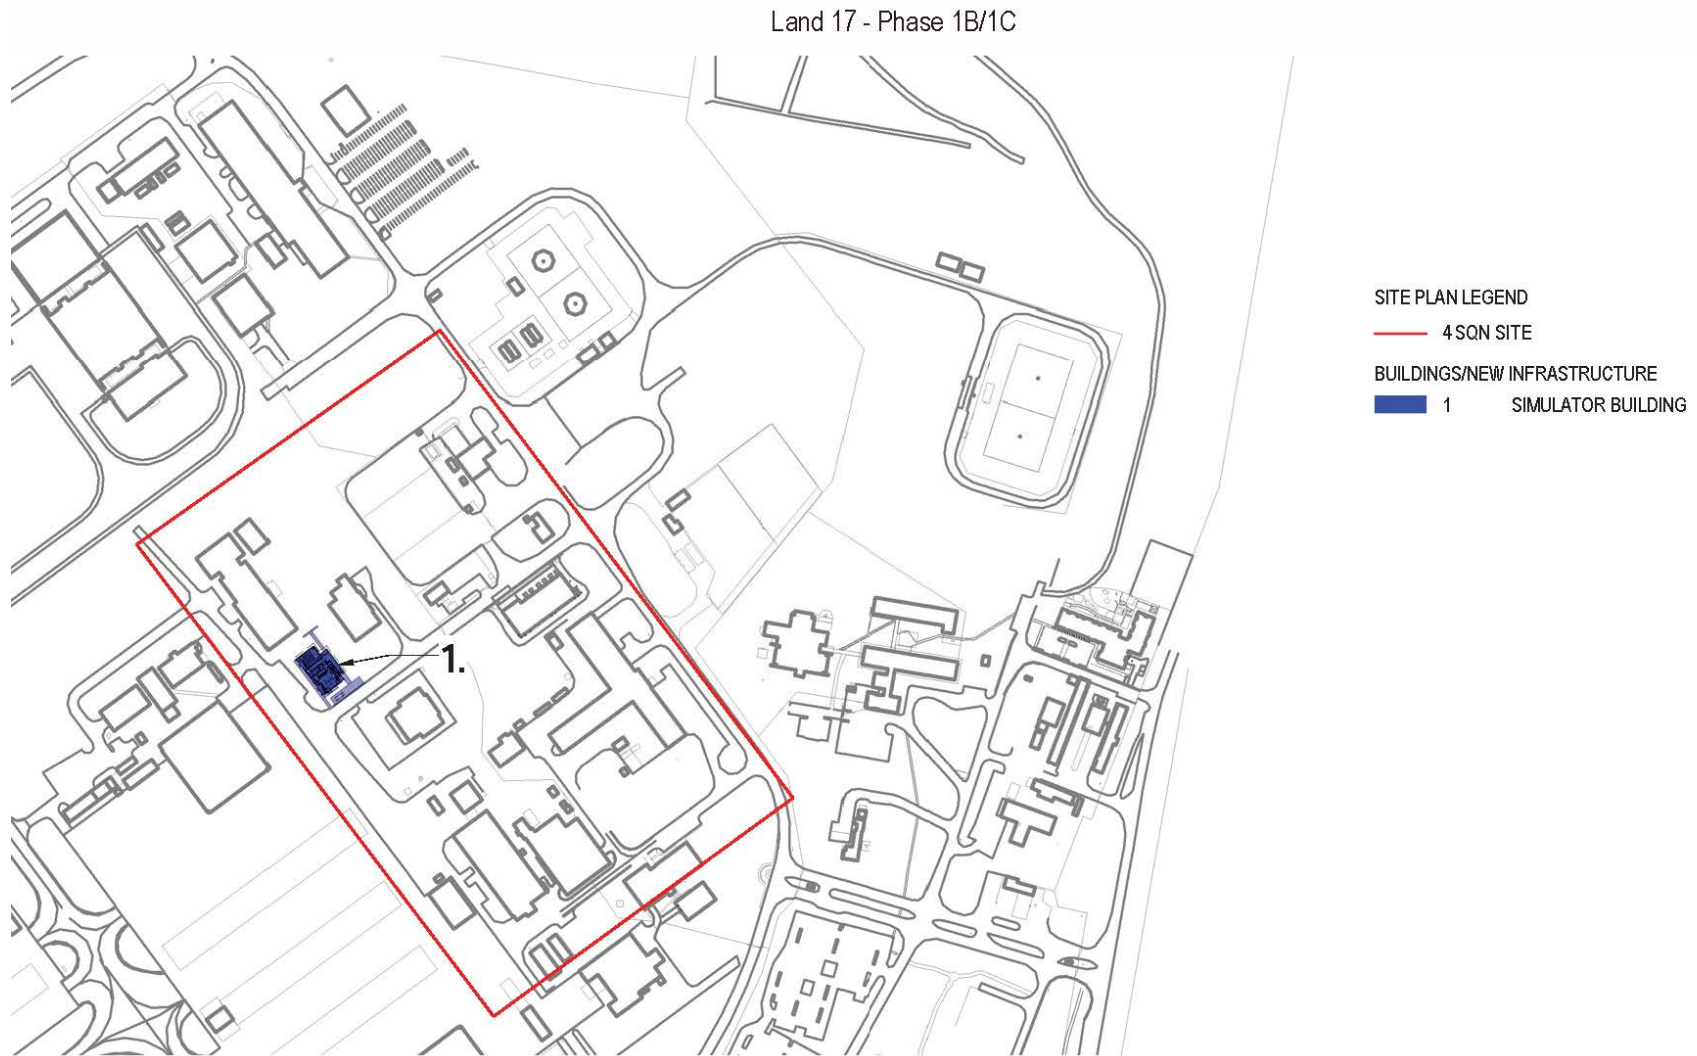 Land 17 - Phase 1B/1C
SITE PLAN LEGEND
4 SQN SITE
BUILDINGS/NEW INFRASTRUCTURE
1 SIMULATOR BUILDING
1.